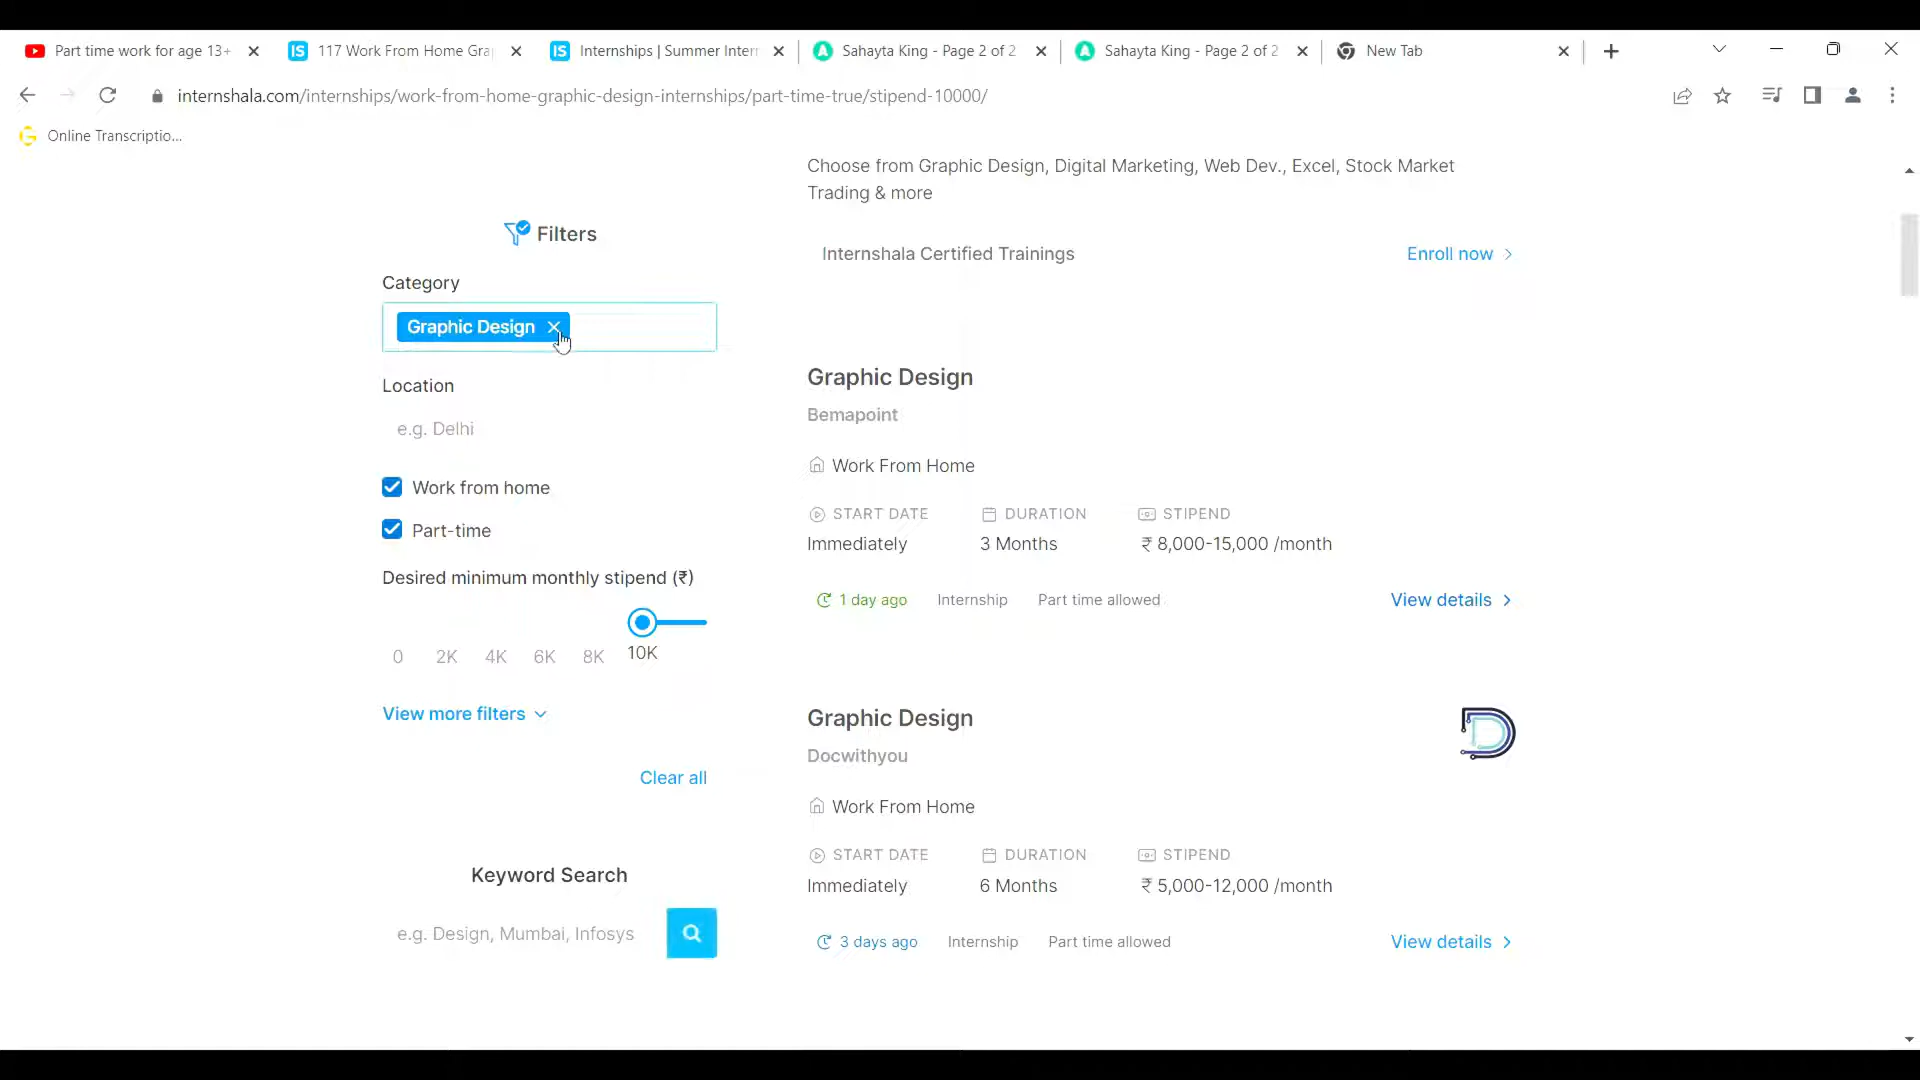 Part time work for age 13+
117 Work From Home Gra
Internships | Summer Inter
Sahayta King - Page 2 of 2
Sahayta King - Page 2 of 2
New Tab
internshala.com/internships/work-from-home-graphic-design-internships/part-time-true/stipend-10000/
Online Transcriptio...
Choose from Graphic Design, Digital Marketing, Web Dev., Excel, Stock Market
Trading & more
Internshala Certified Trainings
Enroll now
Filters
Category
Graphic Design
Location
e.g. Delhi
Work from home
Part-time
Desired minimum monthly stipend (₹)
0 2K 4K 6K 8K 10K
View more filters
Clear all
Keyword Search
e.g. Design, Mumbai, Infosys
Graphic Design
Bemapoint
Work From Home
START DATE DURATION STIPEND
Immediately 3 Months ₹ 8,000-15,000 /month
1 day ago Internship Part time allowed View details
Graphic Design
Docwithyou
Work From Home
START DATE DURATION STIPEND
Immediately 6 Months ₹ 5,000-12,000 /month
3 days ago Internship Part time allowed View details